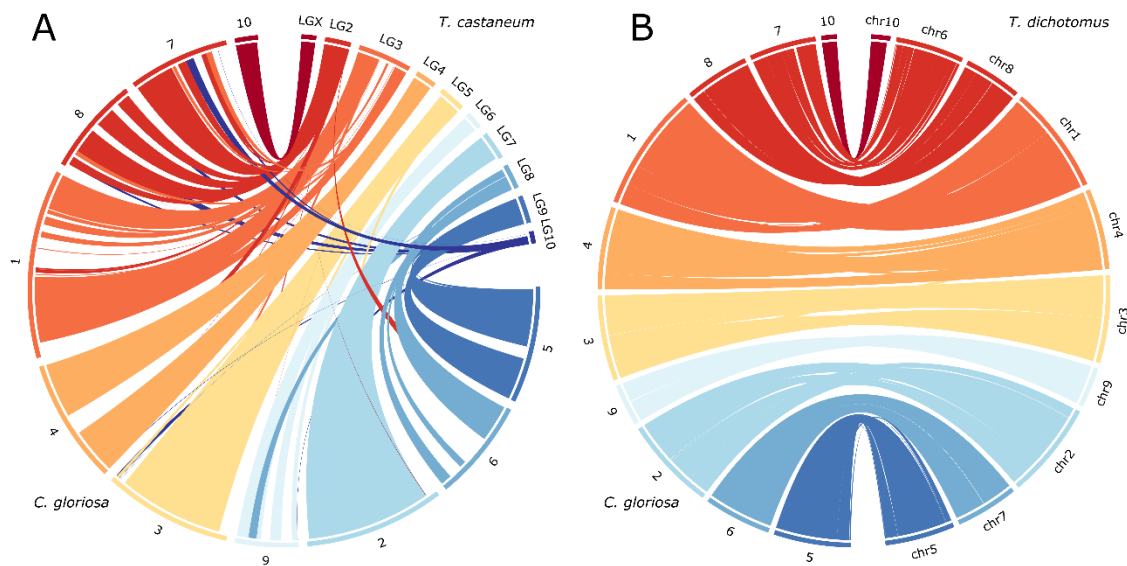 A
T. castaneum
10
LGX
LG2
LG3
LG4
LG5
LG6
LG7
LG8
LG9
LG10
7
8
1
4
3
9
2
6
5
C. gloriosa
B
T. dichotomus
10
chr10
chr6
chr8
chr1
chr4
chr3
chr9
chr2
chr7
chr5
7
8
1
4
3
9
2
6
5
C. gloriosa